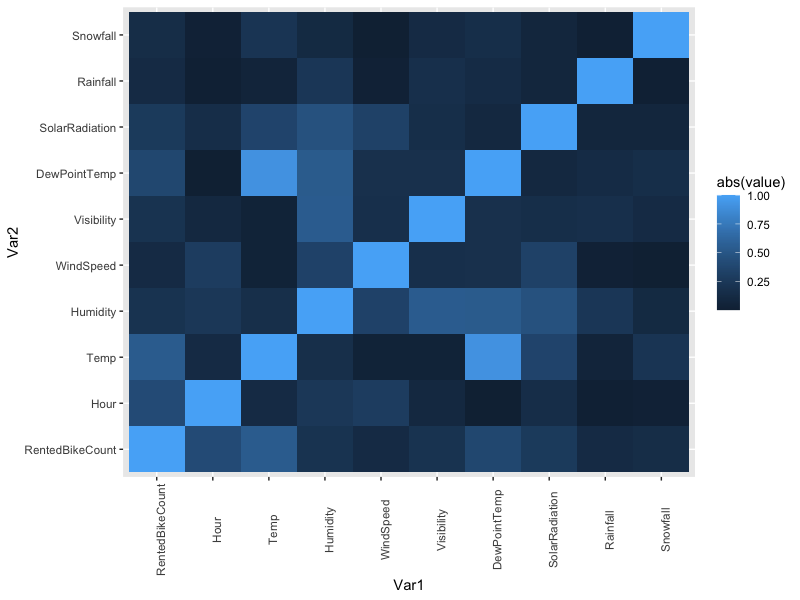 Snowfall
Rainfall
SolarRadiation
DewPointTemp
Visibility
WindSpeed
Humidity
Temp
Hour
RentedBikeCount
Var2
RentedBikeCount
Hour
Temp
Humidity
WindSpeed
Visibility
DewPointTemp
SolarRadiation
Rainfall
Snowfall
Var1
abs(value)
1.00
0.75
0.50
0.25